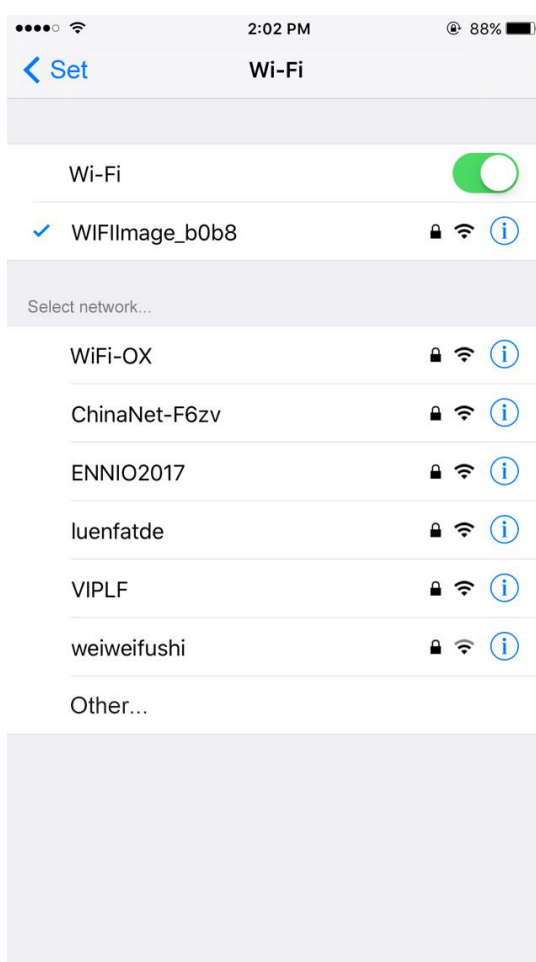 2:02 PM 88%
Set Wi-Fi
Wi-Fi
WIFIImage_b0b8
Select network...
WiFi-OX
ChinaNet-F6zv
ENNIO2017
luenfatde
VIPLF
weiweifushi
Other...